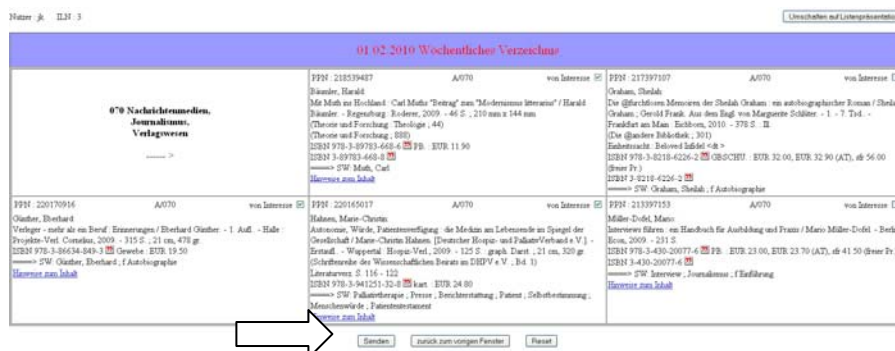 Nutzer : jk ILN : 3
Umschalten auf Listenpräsentatio
01.02.2010 Wöchentliches Verzeichnis
070 Nachrichtenmedien,
Journalismus,
Verlagswesen
------ >
PPN : 218539487 A/070 von Interesse
Bäumler, Harald
Mit Muth ins Hochland : Carl Muths "Beitrag" zum "Modernismus litterarius" / Harald
Bäumler. - Regensburg : Roderer, 2009. - 46 S. ; 210 mm x 144 mm
(Theorie und Forschung : Theologie ; 44)
(Theorie und Forschung ; 888)
ISBN 978-3-89783-668-6 PB. : EUR 11.90
ISBN 3-89783-668-8
====> SW: Muth, Carl
Hinweise zum Inhalt
PPN : 217397107 A/070 von Interesse
Graham, Sheilah
Die @furchtlosen Memoiren der Sheilah Graham : ein autobiographischer Roman / Sheila
Graham ; Gerold Frank. Aus dem Engl. von Marguerite Schlüter. - 1. - 7. Tsd. -
Frankfurt am Main : Eichborn, 2010. - 378 S. : Ill.
(Die @andere Bibliothek ; 301)
Einheitssacht.: Beloved Infidel <dt.>
ISBN 978-3-8218-6226-2 GBSCHU. : EUR 32.00, EUR 32.90 (AT), sfr 56.00
(freier Pr.)
ISBN 3-8218-6226-2
====> SW: Graham, Sheilah ; f Autobiographie
PPN : 220170916 A/070 von Interesse
Günther, Eberhard
Verleger - mehr als ein Beruf : Erinnerungen / Eberhard Günther. - 1. Aufl. - Halle :
Projekte-Verl. Cornelius, 2009. - 315 S. ; 21 cm, 478 gr.
ISBN 978-3-86634-849-3 Gewebe : EUR 19.50
====> SW: Günther, Eberhard ; f Autobiographie
Hinweise zum Inhalt
PPN : 220165017 A/070 von Interesse
Hahnen, Marie-Christin
Autonomie, Würde, Patientenverfügung : die Medizin am Lebensende im Spiegel der
Gesellschaft / Marie-Christin Hahnen. [Deutscher Hospiz- und PalliativVerband e.V.]. -
Erstaufl. - Wuppertal : Hospiz-Verl., 2009. - 125 S. : graph. Darst. ; 21 cm, 320 gr.
(Schriftenreihe des Wissenschaftlichen Beirats im DHPV e.V. ; Bd. 1)
Literaturverz. S. 116 - 122
ISBN 978-3-941251-32-8 kart. : EUR 24.80
====> SW: Palliativtherapie ; Presse ; Berichterstattung ; Patient ; Selbstbestimmung ;
Menschenwürde ; Patiententestament
Hinweise zum Inhalt
PPN : 213397153 A/070 von Interesse
Müller-Dofel, Mario
Interviews führen : ein Handbuch für Ausbildung und Praxis / Mario Müller-Dofel. - Berli
Econ, 2009. - 231 S.
ISBN 978-3-430-20077-6 PB. : EUR 23.00, EUR 23.70 (AT), sfr 41.50 (freier Pr.
ISBN 3-430-20077-6
====> SW: Interview ; Journalismus ; f Einführung
Hinweise zum Inhalt
Senden zurück zum vorigen Fenster Reset